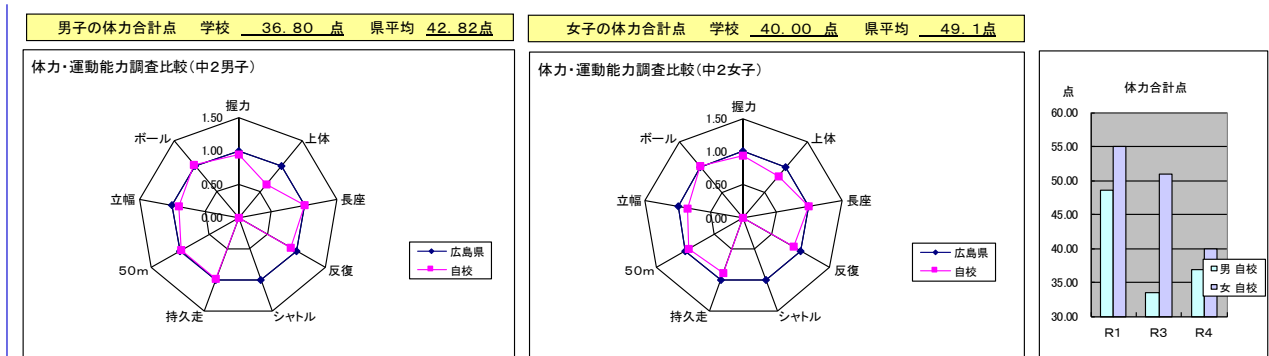 男子の体力合計点 学校 36.80 点 県平均 42.82点
女子の体力合計点 学校 40.00 点 県平均 49.1点
体力・運動能力調査比較(中2男子)
握力
上体
長座
反復
シャトル
持久走
50m
立幅
ボール
1.50
1.00
0.50
0.00
広島県
自校
体力・運動能力調査比較(中2女子)
握力
上体
長座
反復
シャトル
持久走
50m
立幅
ボール
1.50
1.00
0.50
0.00
広島県
自校
点 体力合計点
60.00
55.00
50.00
45.00
40.00
35.00
30.00
R1 R3 R4
男 自校
女 自校